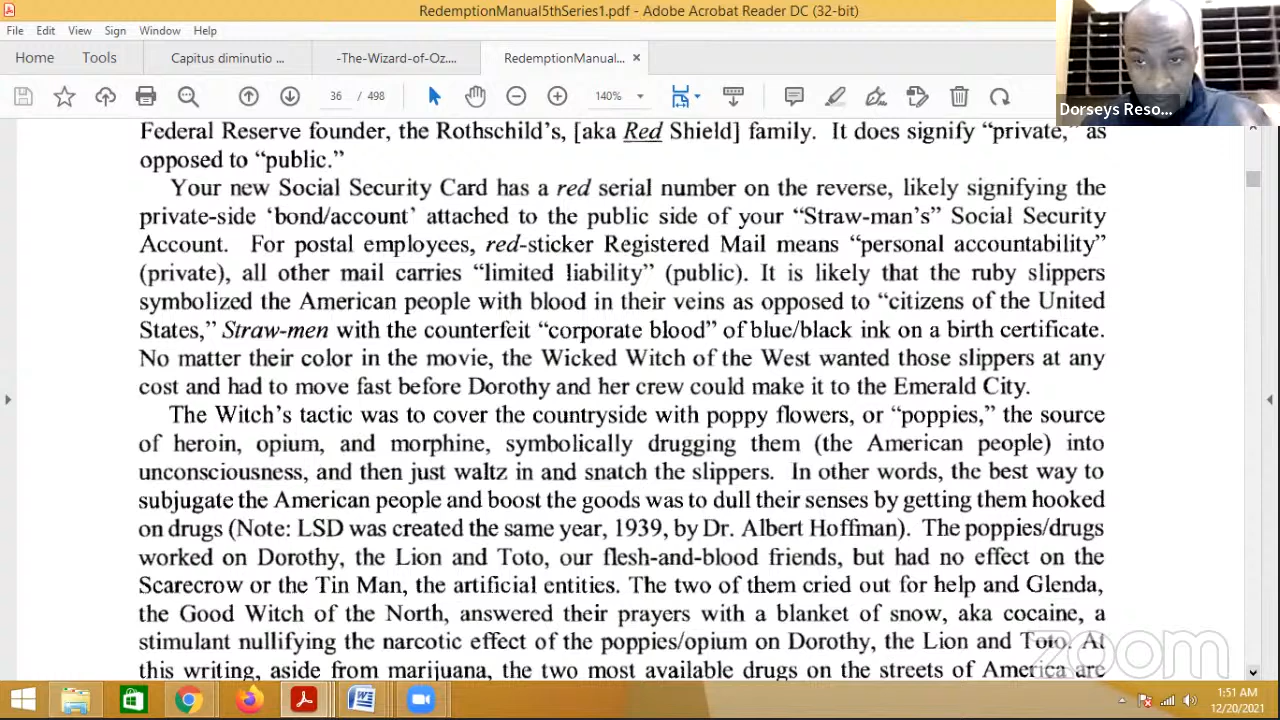 RedemptionManual5thSeries1.pdf - Adobe Acrobat Reader DC (32-bit)
File Edit View Sign Window Help
Home Tools Capitus diminutio ... -The-Wizard-of-Oz.... RedemptionManual... ×
36 / 140%
Dorseys Reso...
Federal Reserve founder, the Rothschild's, [aka Red Shield] family. It does signify “private,” as
opposed to “public.”
Your new Social Security Card has a red serial number on the reverse, likely signifying the
private-side ‘bond/account’ attached to the public side of your “Straw-man’s” Social Security
Account. For postal employees, red-sticker Registered Mail means “personal accountability”
(private), all other mail carries “limited liability” (public). It is likely that the ruby slippers
symbolized the American people with blood in their veins as opposed to “citizens of the United
States,” Straw-men with the counterfeit “corporate blood” of blue/black ink on a birth certificate.
No matter their color in the movie, the Wicked Witch of the West wanted those slippers at any
cost and had to move fast before Dorothy and her crew could make it to the Emerald City.
The Witch’s tactic was to cover the countryside with poppy flowers, or “poppies,” the source
of heroin, opium, and morphine, symbolically drugging them (the American people) into
unconsciousness, and then just waltz in and snatch the slippers. In other words, the best way to
subjugate the American people and boost the goods was to dull their senses by getting them hooked
on drugs (Note: LSD was created the same year, 1939, by Dr. Albert Hoffman). The poppies/drugs
worked on Dorothy, the Lion and Toto, our flesh-and-blood friends, but had no effect on the
Scarecrow or the Tin Man, the artificial entities. The two of them cried out for help and Glenda,
the Good Witch of the North, answered their prayers with a blanket of snow, aka cocaine, a
stimulant nullifying the narcotic effect of the poppies/opium on Dorothy, the Lion and Toto. At
this writing, aside from marijuana, the two most available drugs on the streets of America are
zoom
1:51 AM
12/20/2021